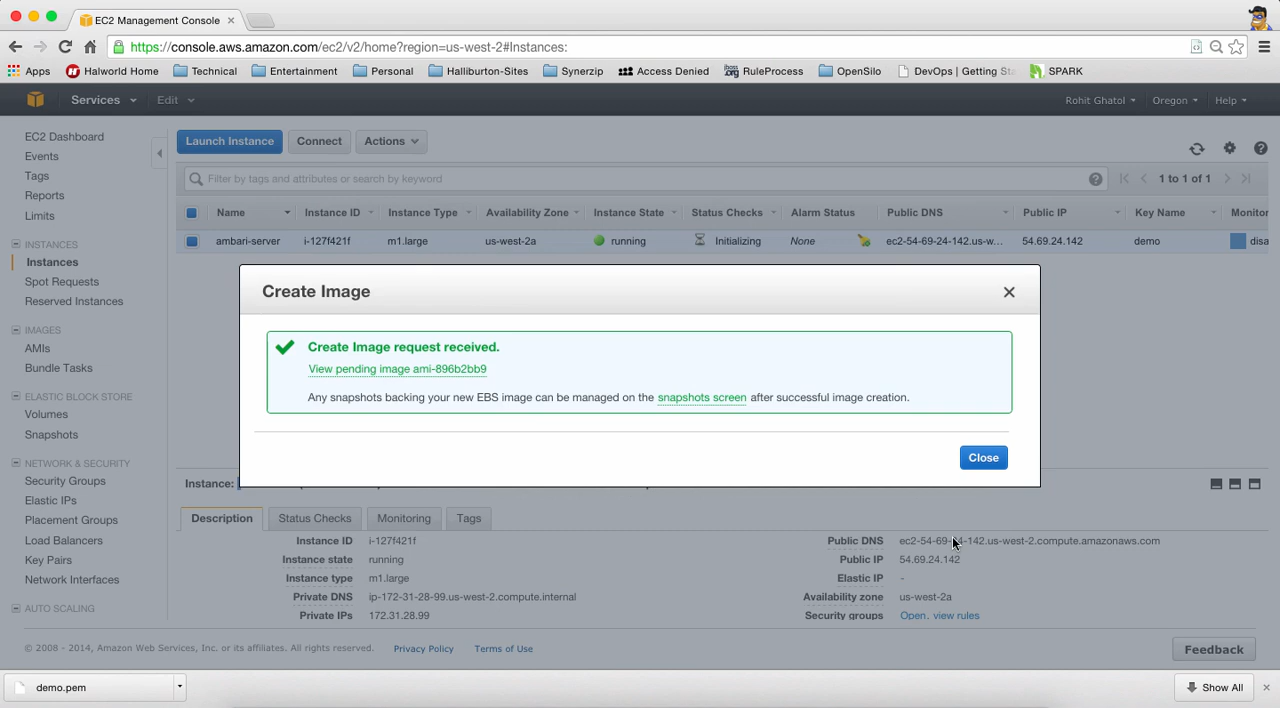 EC2 Management Console
https://console.aws.amazon.com/ec2/v2/home?region=us-west-2#Instances:
Apps Halworld Home Technical Entertainment Personal Halliburton-Sites Synerzip Access Denied RuleProcess OpenSilo DevOps | Getting Sta SPARK
Services Edit Rohit Ghatol Oregon Help
EC2 Dashboard
Events
Tags
Reports
Limits
INSTANCES
Instances
Spot Requests
Reserved Instances
IMAGES
AMIs
Bundle Tasks
ELASTIC BLOCK STORE
Volumes
Snapshots
NETWORK & SECURITY
Security Groups
Elastic IPs
Placement Groups
Load Balancers
Key Pairs
Network Interfaces
AUTO SCALING
Launch Instance Connect Actions
Filter by tags and attributes or search by keyword 1 to 1 of 1
Name Instance ID Instance Type Availability Zone Instance State Status Checks Alarm Status Public DNS Public IP Key Name Monitor
ambari-server i-127f421f m1.large us-west-2a running Initializing None ec2-54-69-24-142.us-w... 54.69.24.142 demo disa
Create Image
Create Image request received.
View pending image ami-896b2bb9
Any snapshots backing your new EBS image can be managed on the snapshots screen after successful image creation.
Close
Instance:
Description Status Checks Monitoring Tags
Instance ID i-127f421f Public DNS ec2-54-69-24-142.us-west-2.compute.amazonaws.com
Instance state running Public IP 54.69.24.142
Instance type m1.large Elastic IP -
Private DNS ip-172-31-28-99.us-west-2.compute.internal Availability zone us-west-2a
Private IPs 172.31.28.99 Security groups Open. view rules
© 2008 - 2014, Amazon Web Services, Inc. or its affiliates. All rights reserved. Privacy Policy Terms of Use Feedback
demo.pem Show All